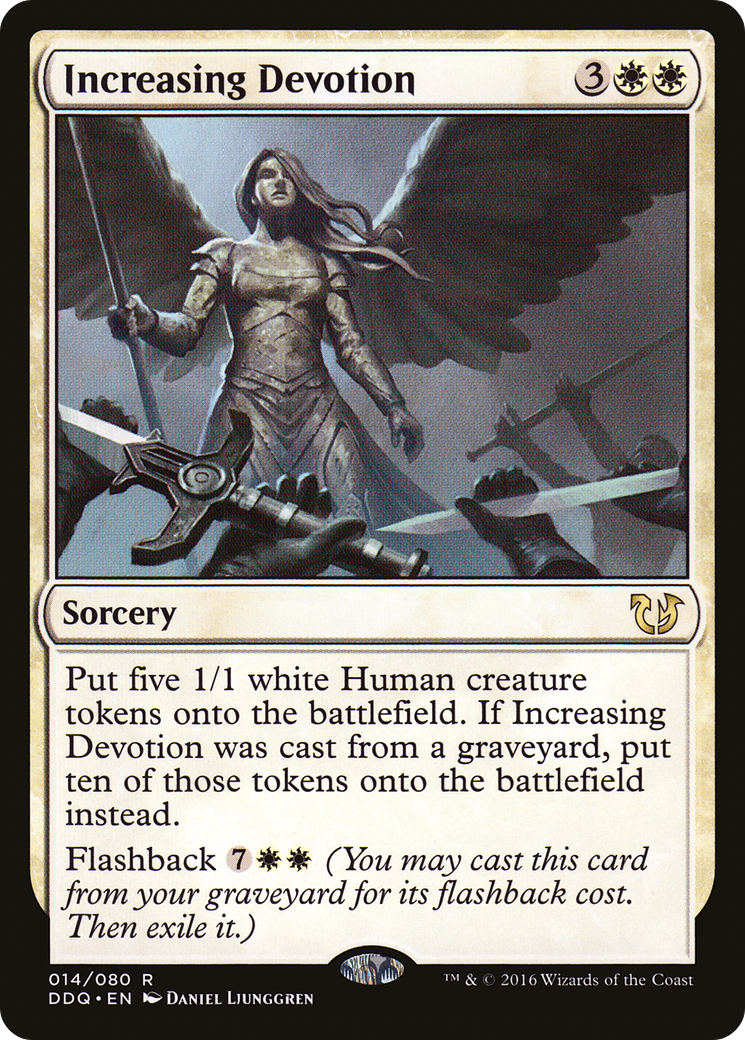 Increasing Devotion 3
Sorcery
Put five 1/1 white Human creature
tokens onto the battlefield. If Increasing
Devotion was cast from a graveyard, put
ten of those tokens onto the battlefield
instead.
Flashback 7 (You may cast this card
from your graveyard for its flashback cost.
Then exile it.)
014/080 R
DDQ • EN Daniel Ljunggren
™ & © 2016 Wizards of the Coast